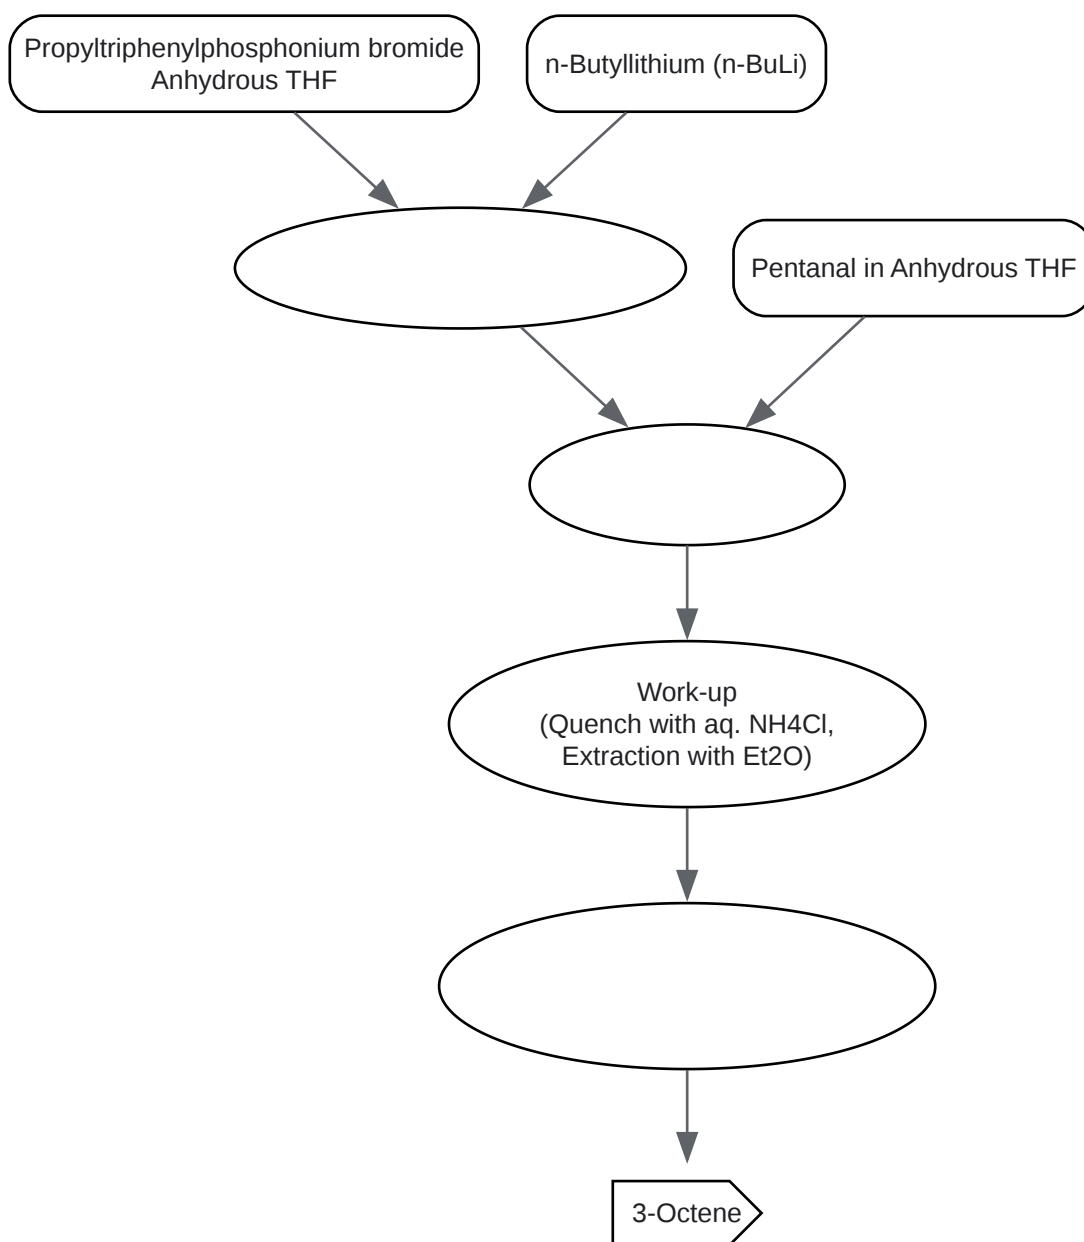 Propyltriphenylphosphonium bromide
Anhydrous THF
n-Butyllithium (n-BuLi)
Pentanal in Anhydrous THF
Work-up
(Quench with aq. NH4Cl,
Extraction with Et2O)
3-Octene